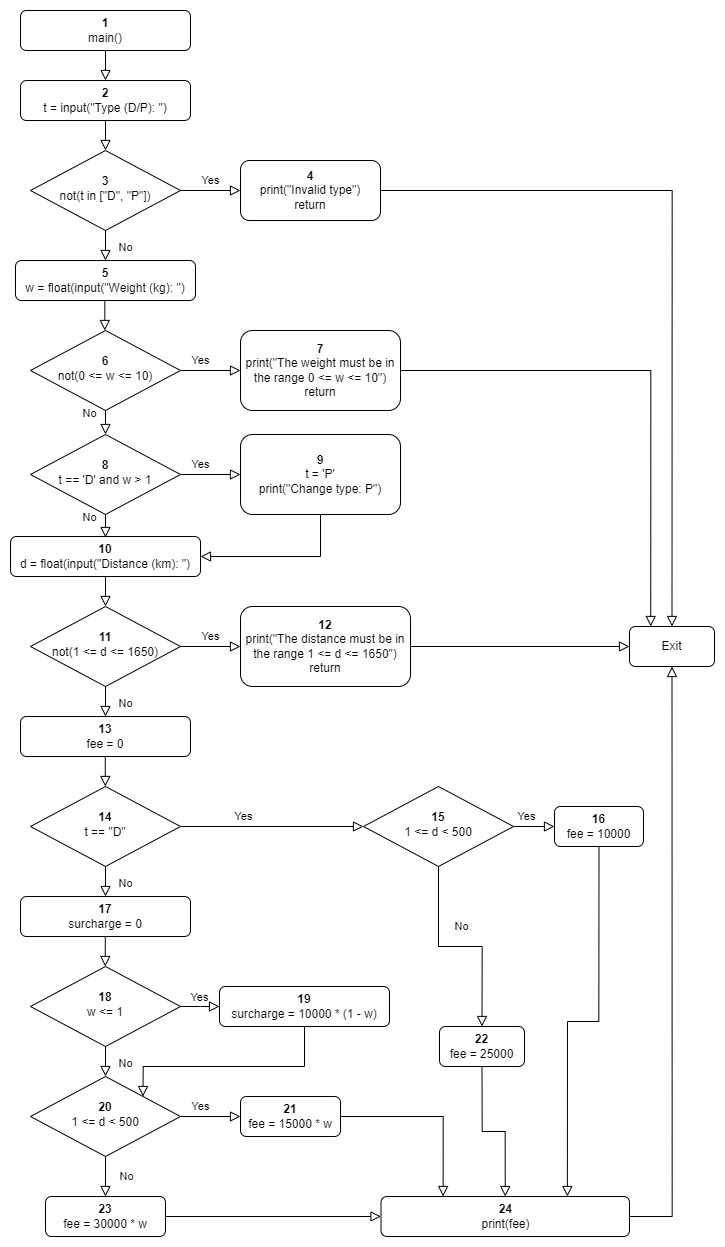 1
main()
2
t = input("Type (D/P): ")
3
not(t in ["D", "P"])
Yes
4
print("Invalid type")
return
No
5
w = float(input("Weight (kg): ")
6
not(0 <= w <= 10)
Yes
7
print("The weight must be in
the range 0 <= w <= 10")
return
No
8
t == 'D' and w > 1
Yes
9
t = 'P'
print("Change type: P")
No
10
d = float(input("Distance (km): ")
11
not(1 <= d <= 1650)
Yes
12
print("The distance must be in
the range 1 <= d <= 1650")
return
Exit
No
13
fee = 0
14
t == "D"
Yes
15
1 <= d < 500
Yes
16
fee = 10000
No
17
surcharge = 0
No
18
w <= 1
Yes
19
surcharge = 10000 * (1 - w)
22
fee = 25000
No
20
1 <= d < 500
Yes
21
fee = 15000 * w
No
23
fee = 30000 * w
24
print(fee)